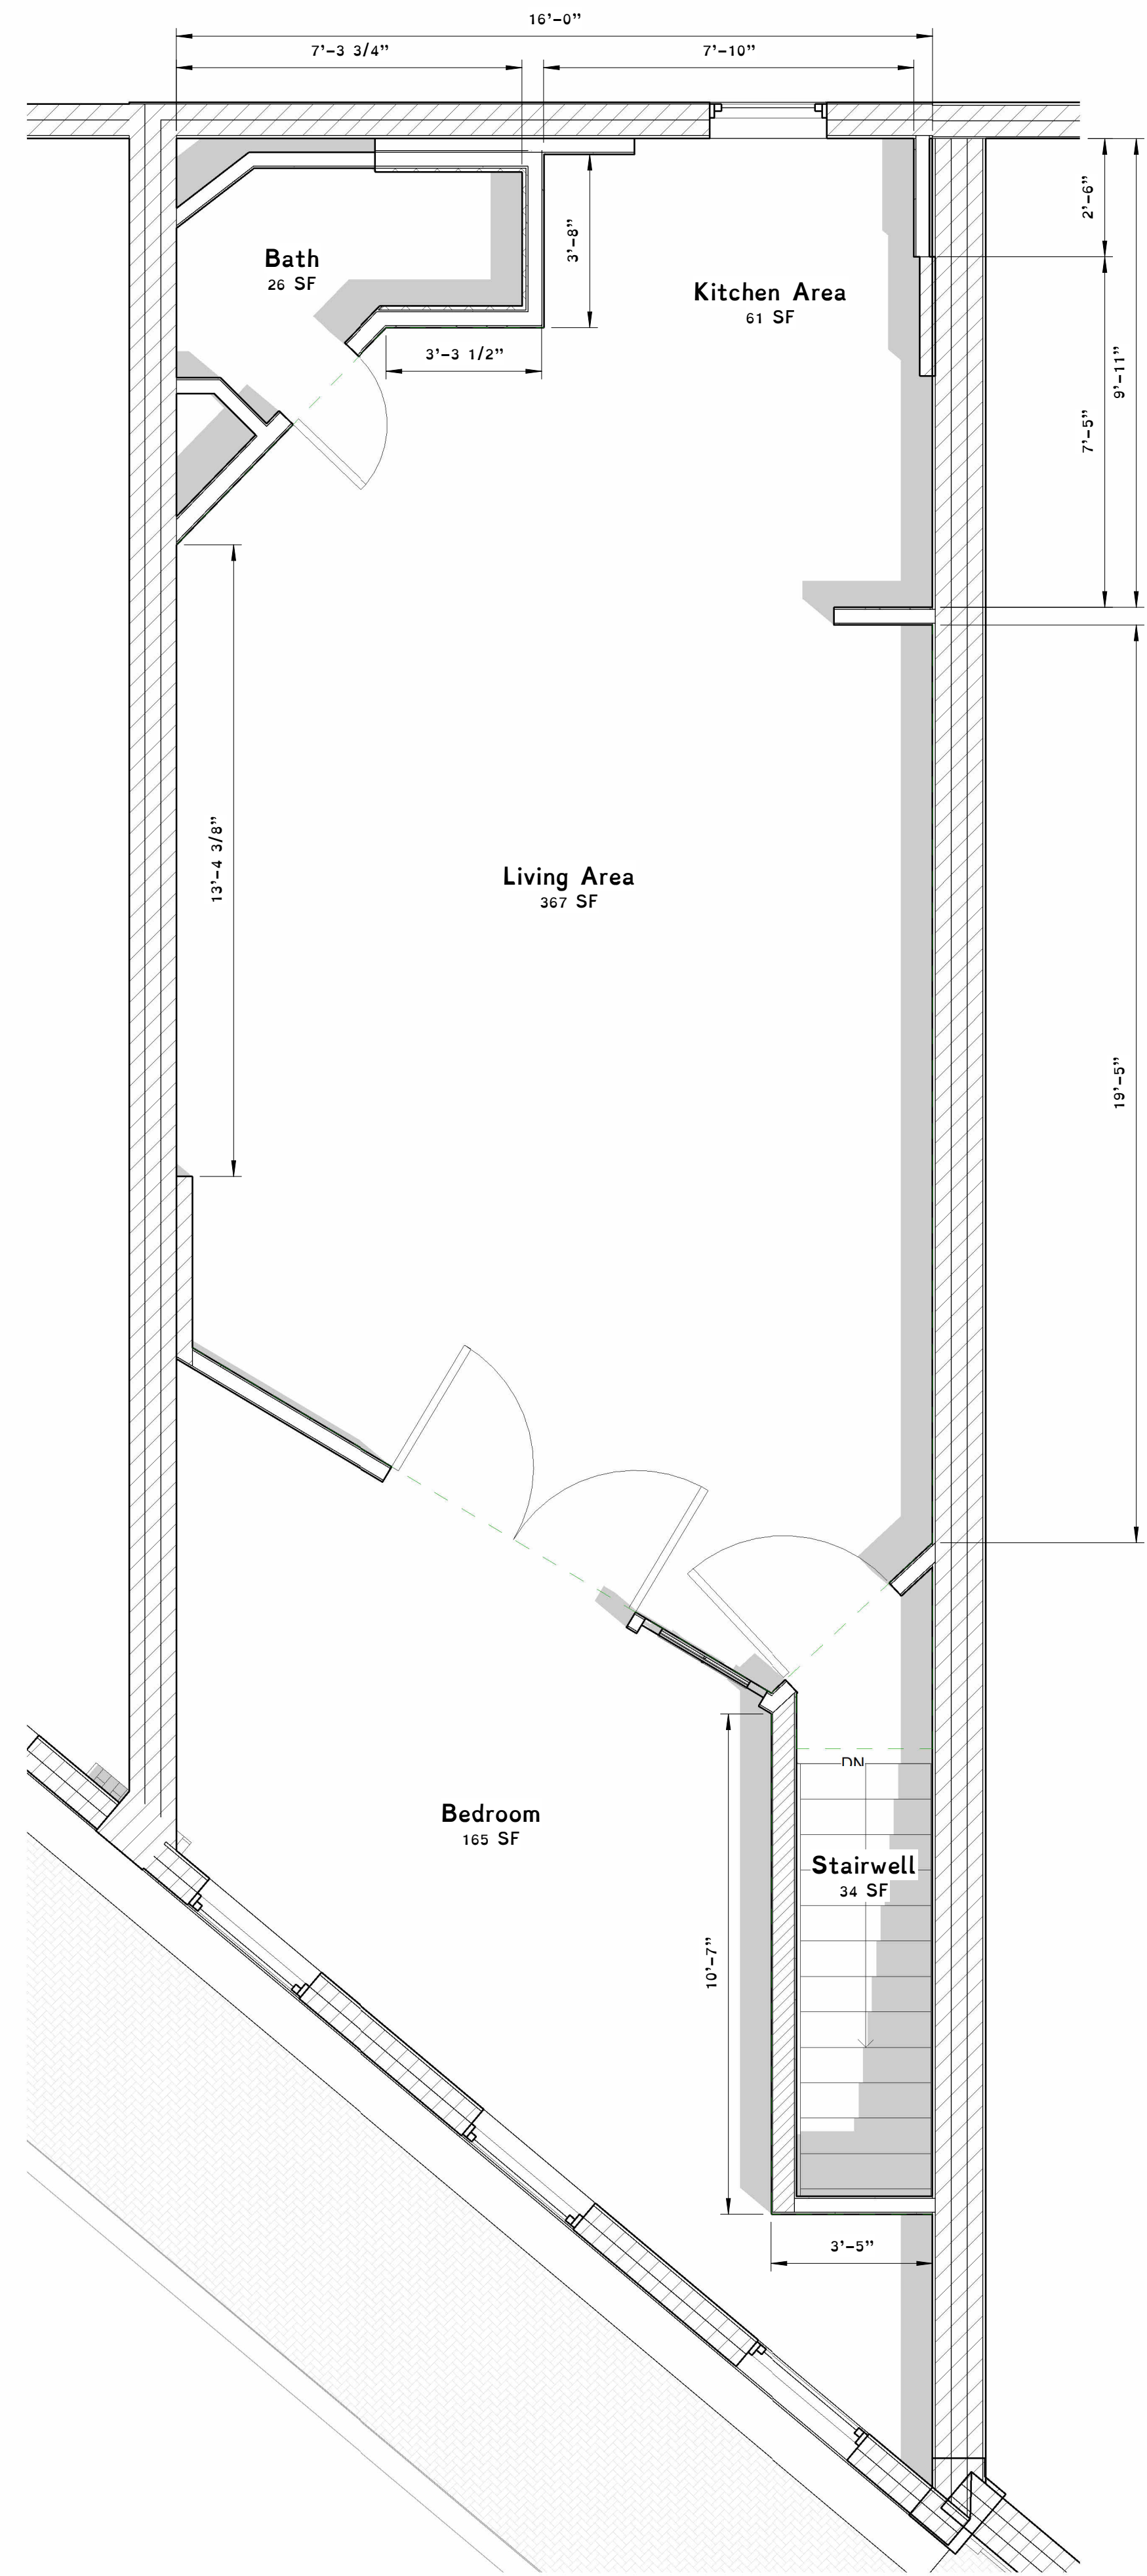 16'-0"
7'-3 3/4"
7'-10"
2'-6"
3'-8"
Bath
26 SF
Kitchen Area
61 SF
3'-3 1/2"
9'-11"
7'-5"
13'-4 3/8"
Living Area
367 SF
19'-5"
DN
Bedroom
165 SF
Stairwell
34 SF
10'-7"
3'-5"